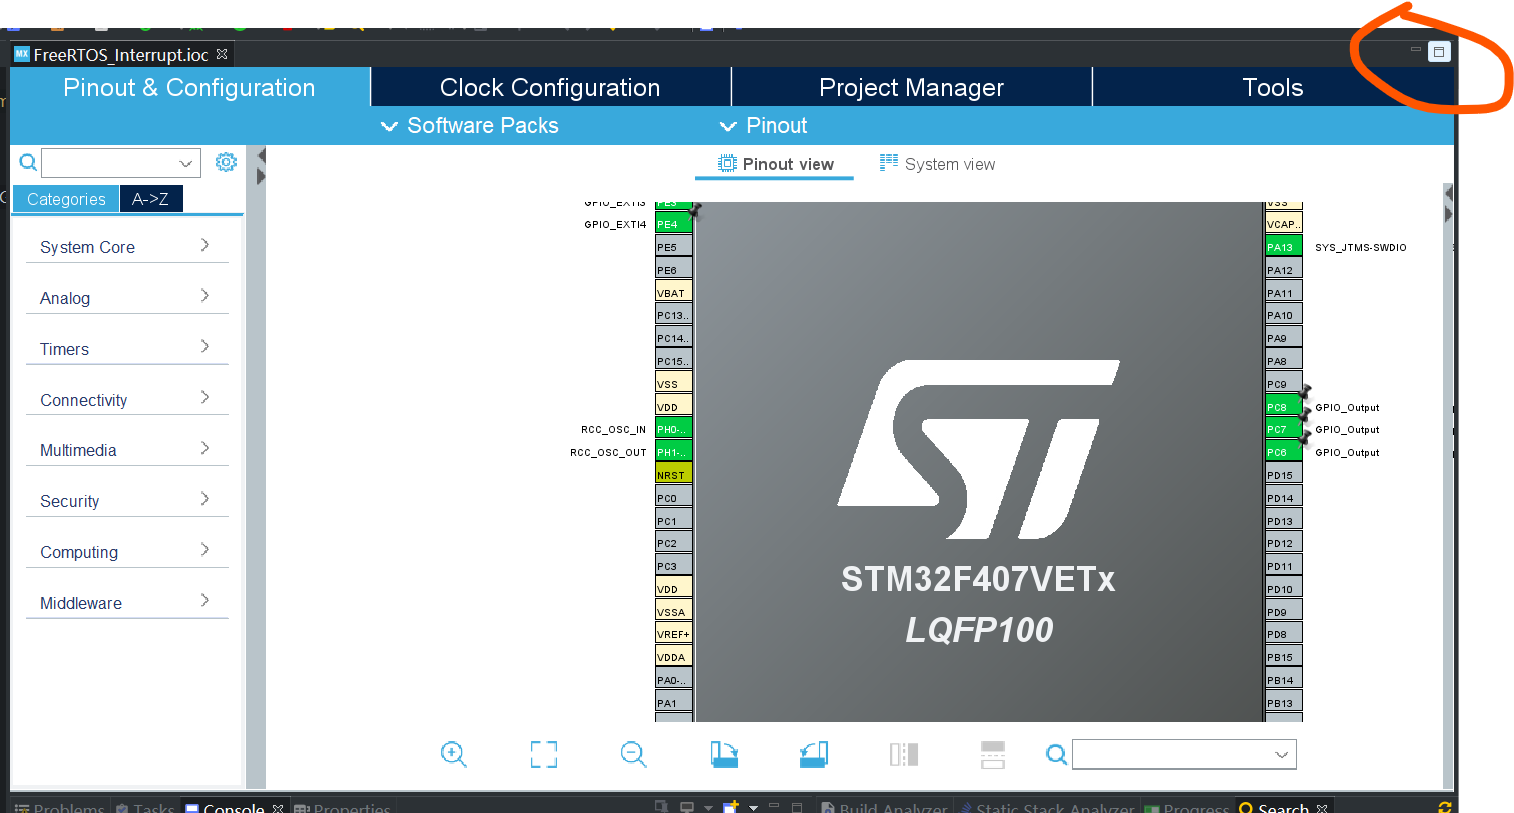 MX FreeRTOS_Interrupt.ioc
Pinout & Configuration Clock Configuration Project Manager Tools
Software Packs Pinout
Pinout view System view
Categories A->Z
System Core
Analog
Timers
Connectivity
Multimedia
Security
Computing
Middleware
GPIO_EXTI3 PE3
GPIO_EXTI4 PE4
PE5
PE6
VBAT
PC13..
PC14..
PC15..
VSS
VDD
RCC_OSC_IN PH0-..
RCC_OSC_OUT PH1-..
NRST
PC0
PC1
PC2
PC3
VDD
VSSA
VREF+
VDDA
PA0-..
PA1
ST
STM32F407VETx
LQFP100
VSS
VCAP..
PA13 SYS_JTMS-SWDIO
PA12
PA11
PA10
PA9
PA8
PC9
PC8 GPIO_Output
PC7 GPIO_Output
PC6 GPIO_Output
PD15
PD14
PD13
PD12
PD11
PD10
PD9
PD8
PB15
PB14
PB13
Problems Tasks Console Properties Build Analyzer Static Stack Analyzer Progress Search